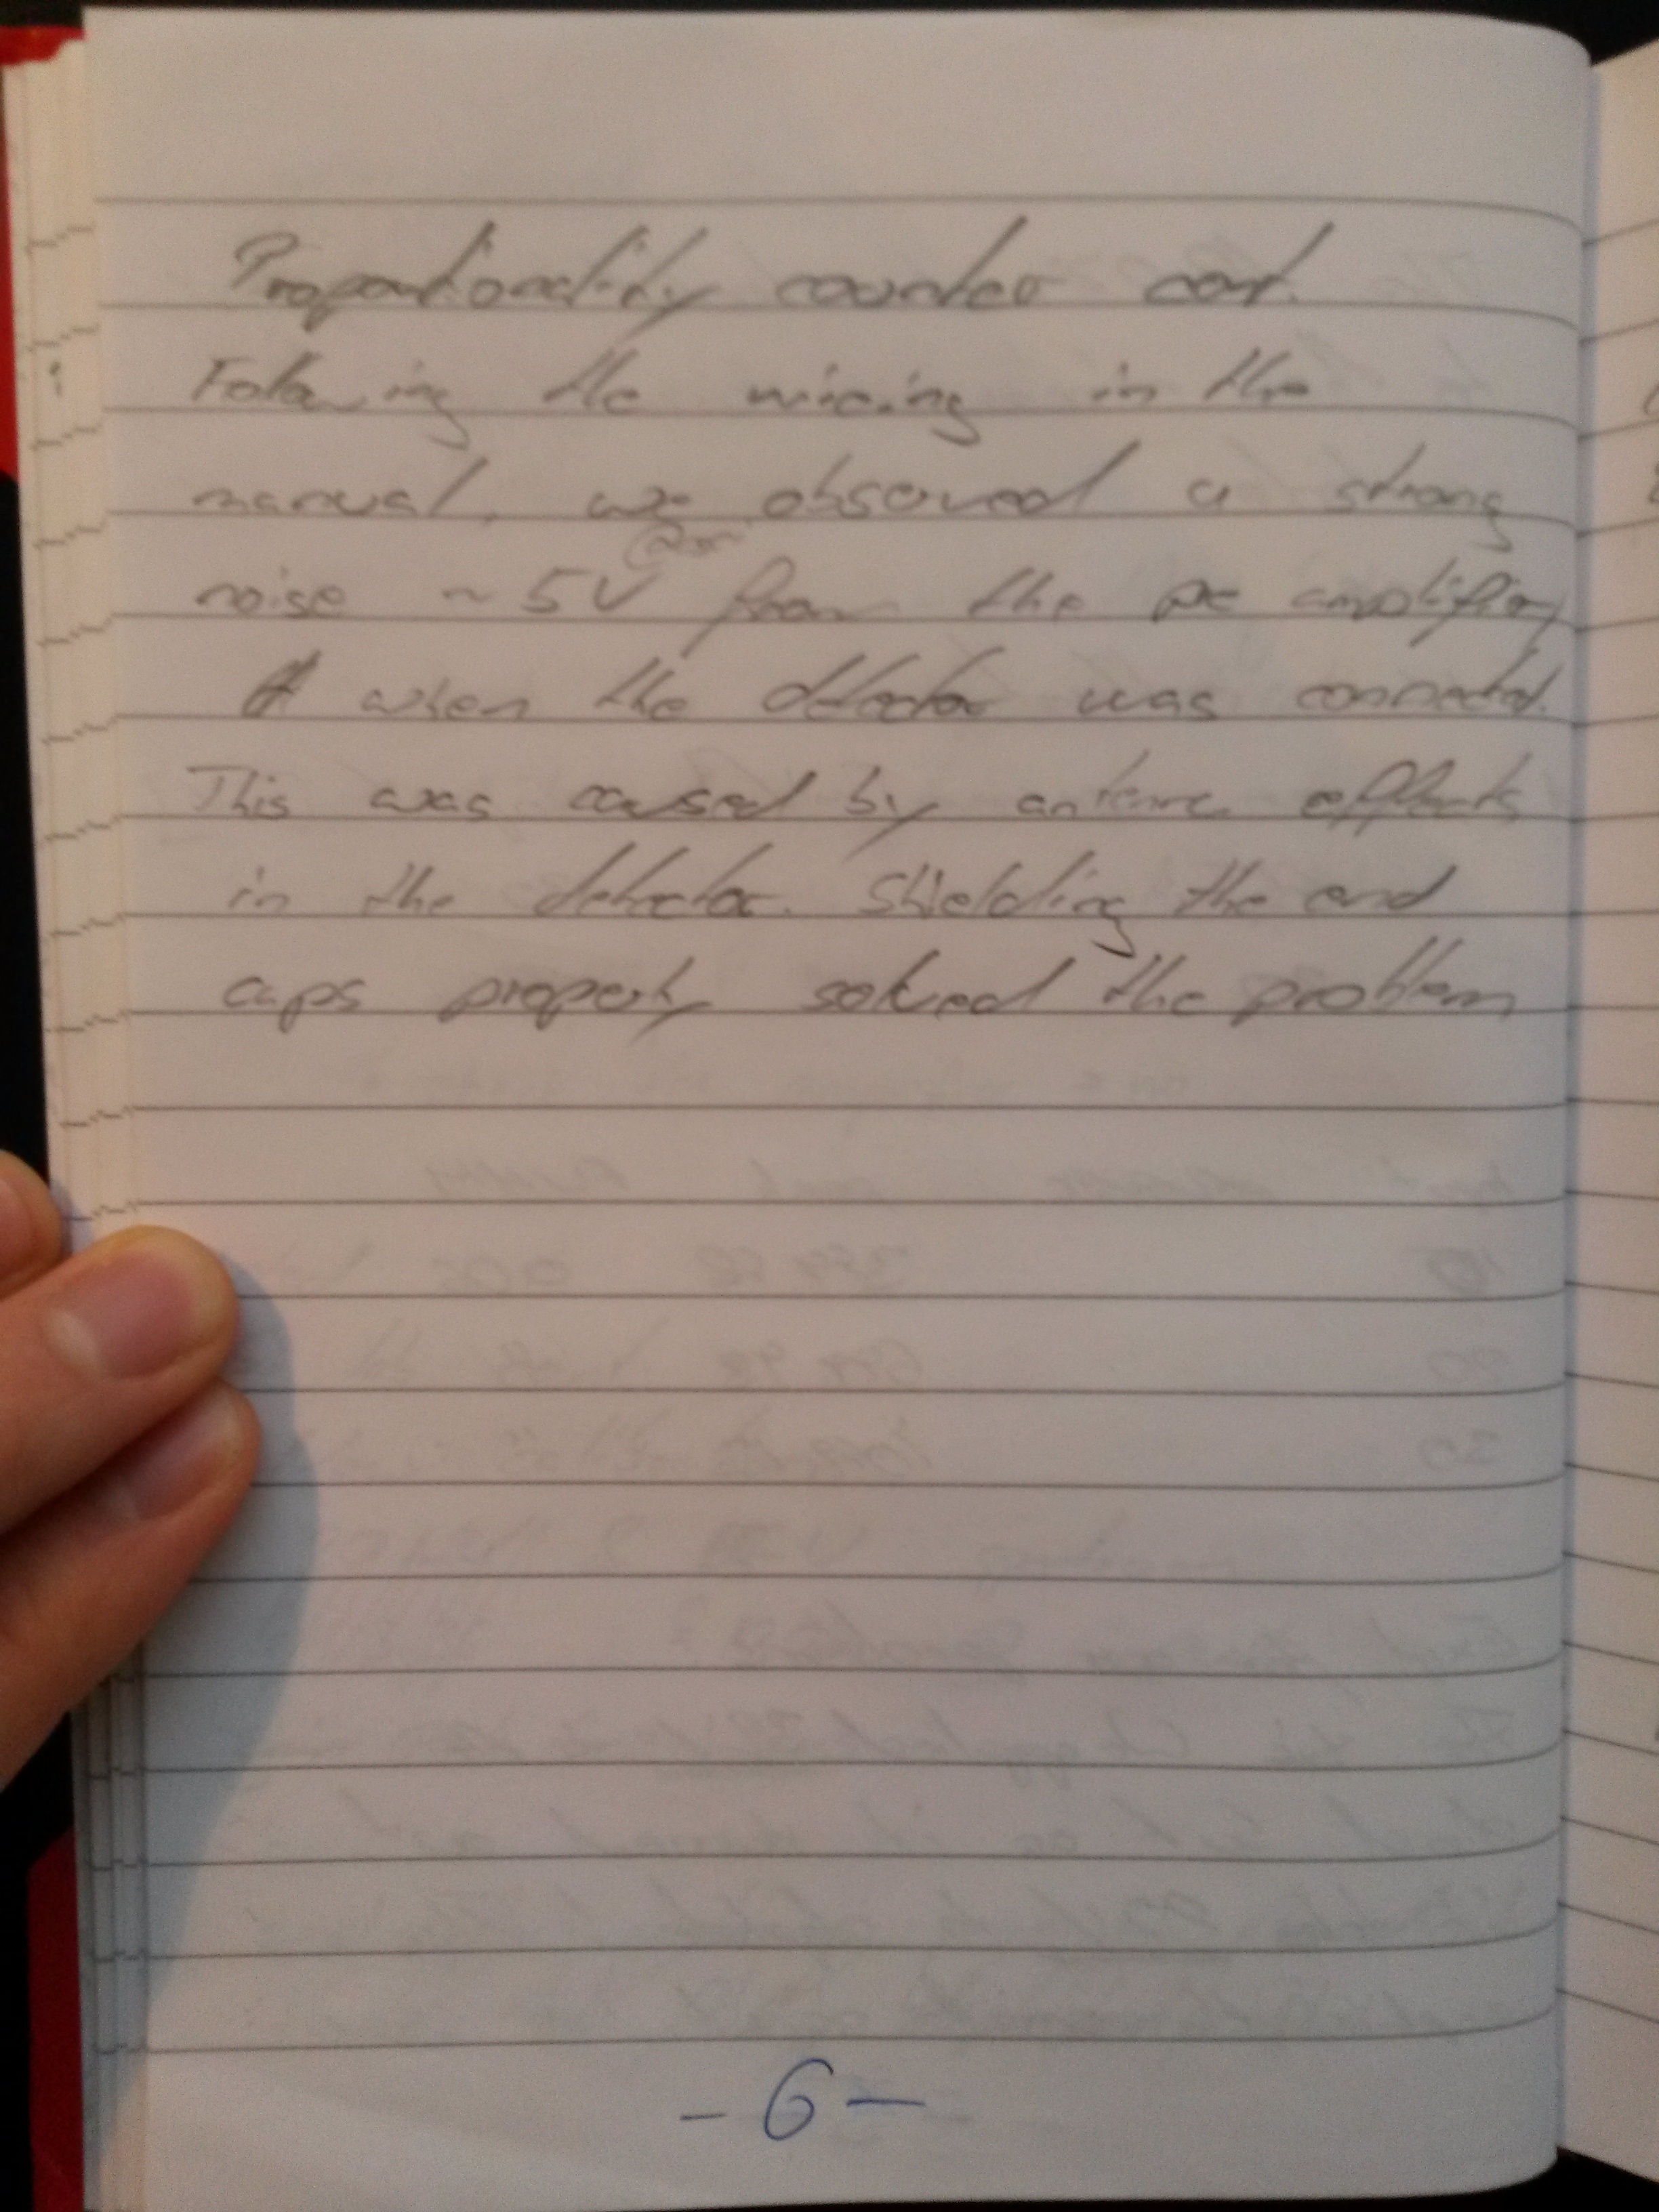 Proportionality counter cont.
Following the wiring in the
manual, we observed a strong
noise ~ 5V from the pre amplifier
when the detector was connected.
This was caused by antenna effects
in the detector. Shielding the end
caps properly solved the problem
- 6 -